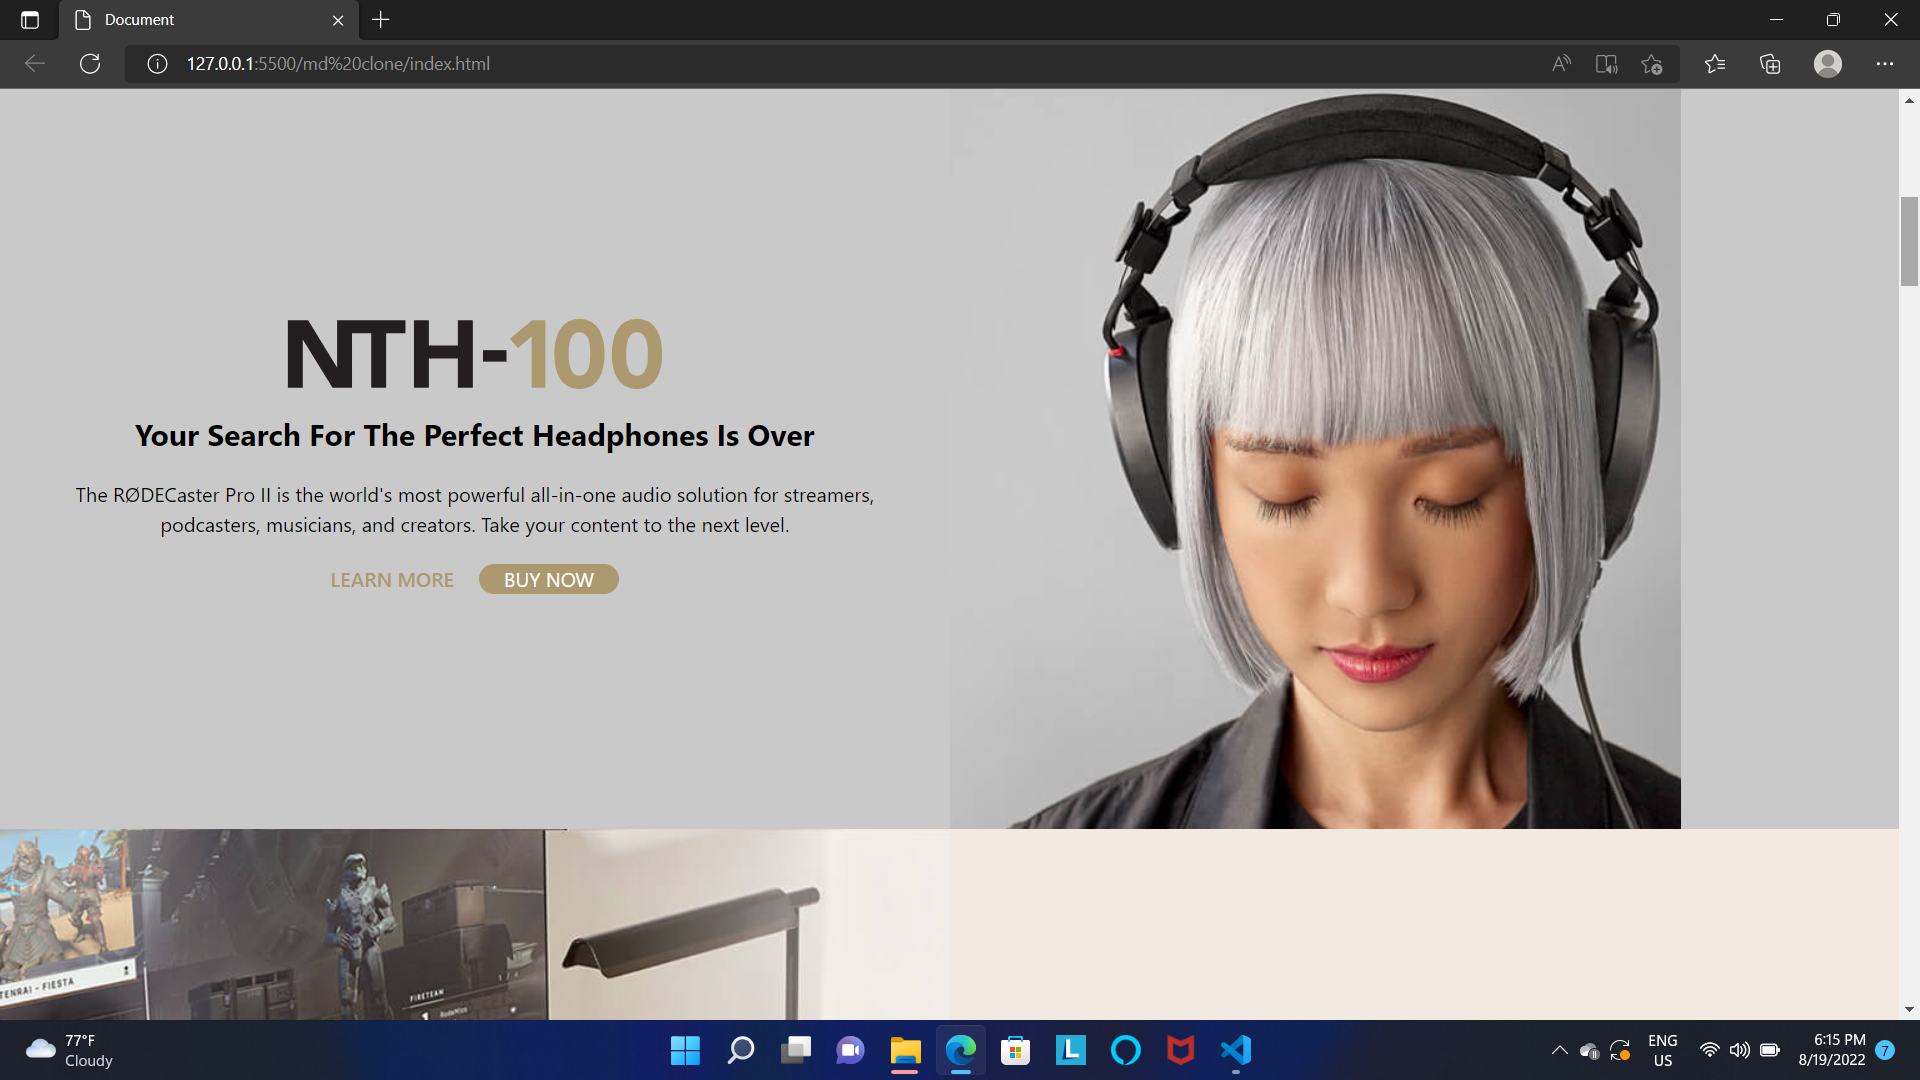 Document
127.0.0.1:5500/md%20clone/index.html
NTH-100
Your Search For The Perfect Headphones Is Over
The RØDECaster Pro II is the world's most powerful all-in-one audio solution for streamers,
podcasters, musicians, and creators. Take your content to the next level.
LEARN MORE
BUY NOW
TENRAI - FIESTA
FIRETEAM
RodeMics
77°F
Cloudy
L
ENG
US
6:15 PM
8/19/2022
7